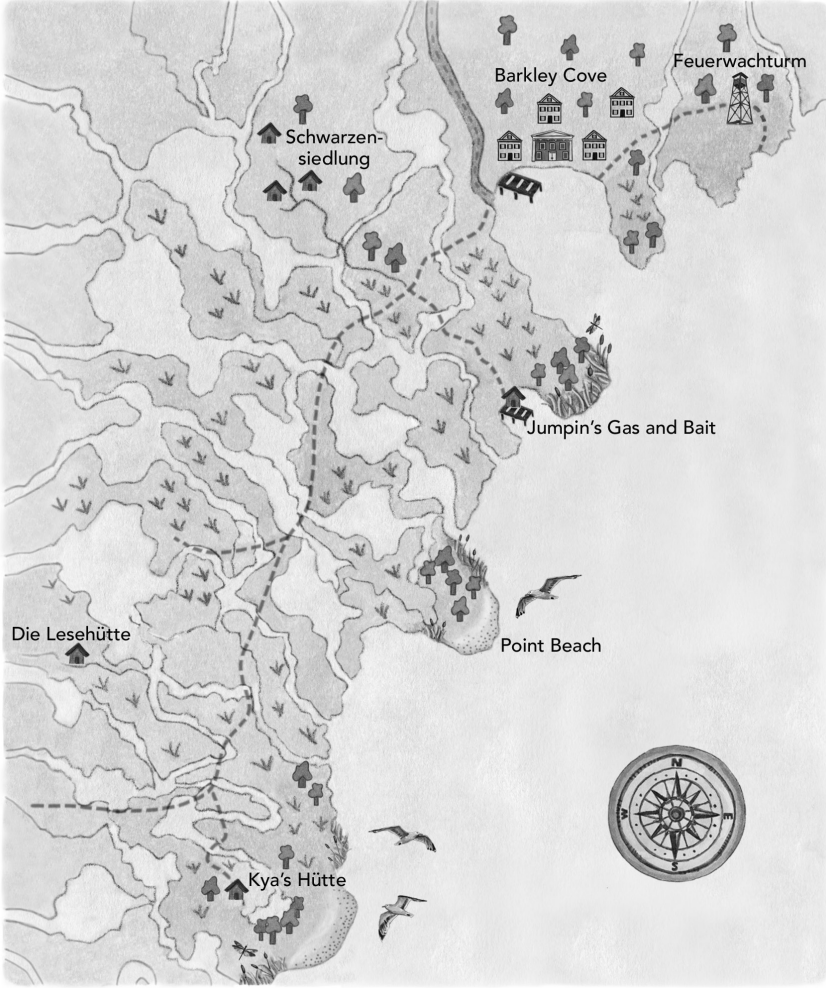 Feuerwachturm
Barkley Cove
Schwarzen-
siedlung
Jumpin's Gas and Bait
Die Lesehütte
Point Beach
N
W
E
S
Kya's Hütte